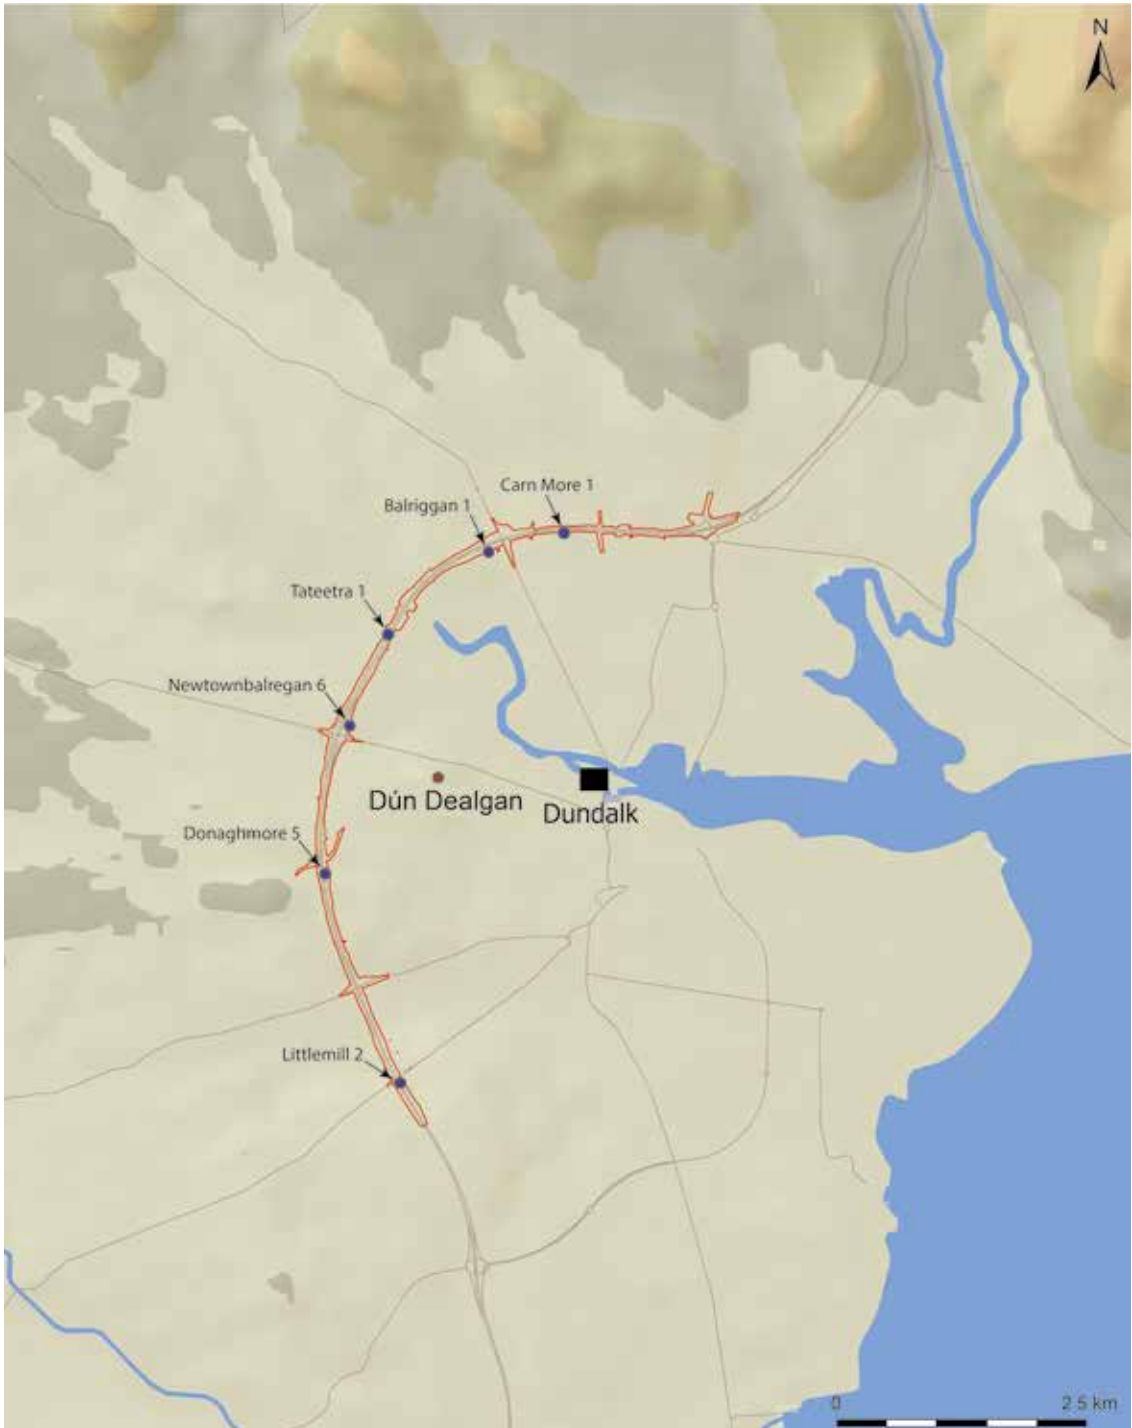 N
Carn More 1
Balriggan 1
Tateetra 1
Newtownbalregan 6
Dún Dealgan
Dundalk
Donaghmore 5
Littlemill 2
0
2.5 km